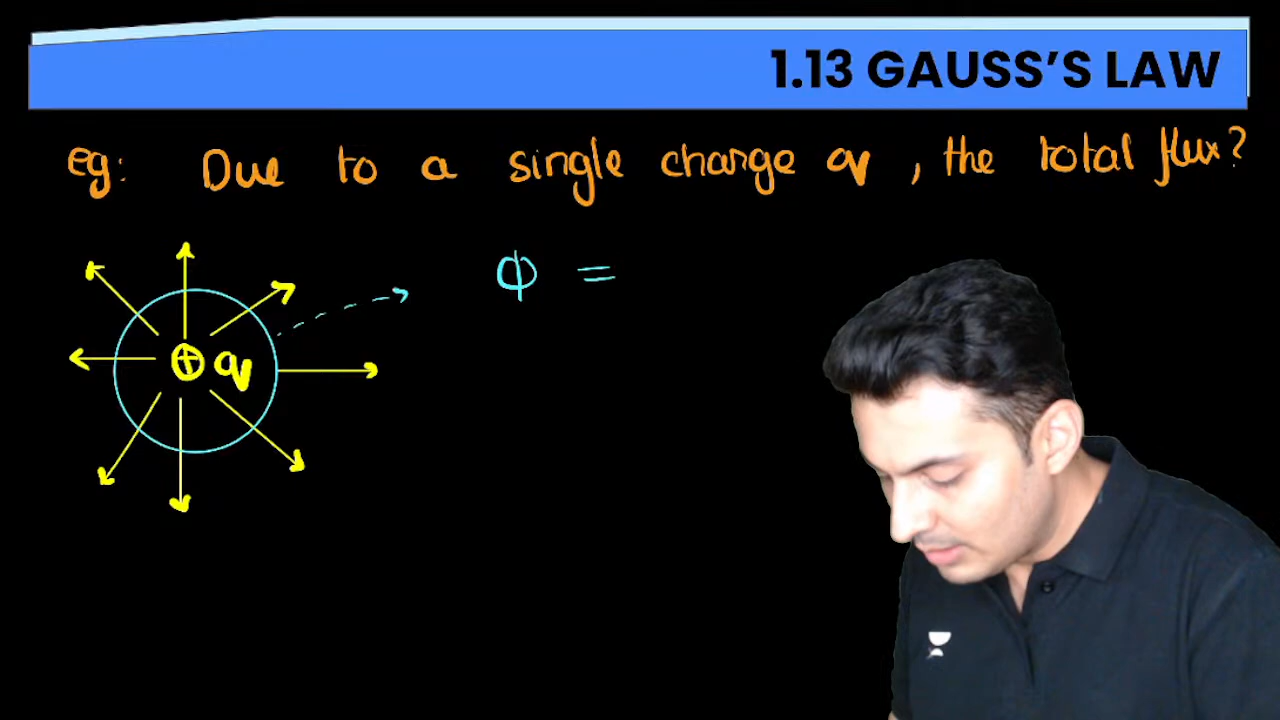 1.13 GAUSS'S LAW
eg: Due to a single charge q, the total flux?
ϕ =
⊕ q